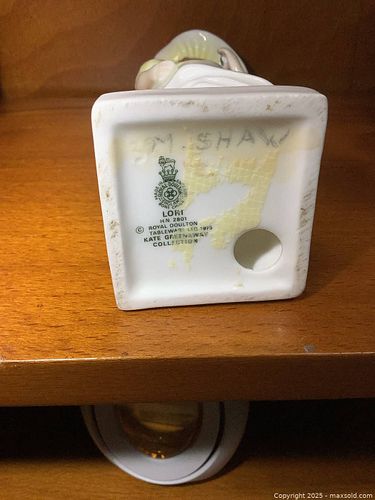 M. SHAW
LORI
HN 2801
© ROYAL DOULTON
TABLEWARE LTD 1975
KATE GREENAWAY
COLLECTION
Copyright 2025 - maxsold.com